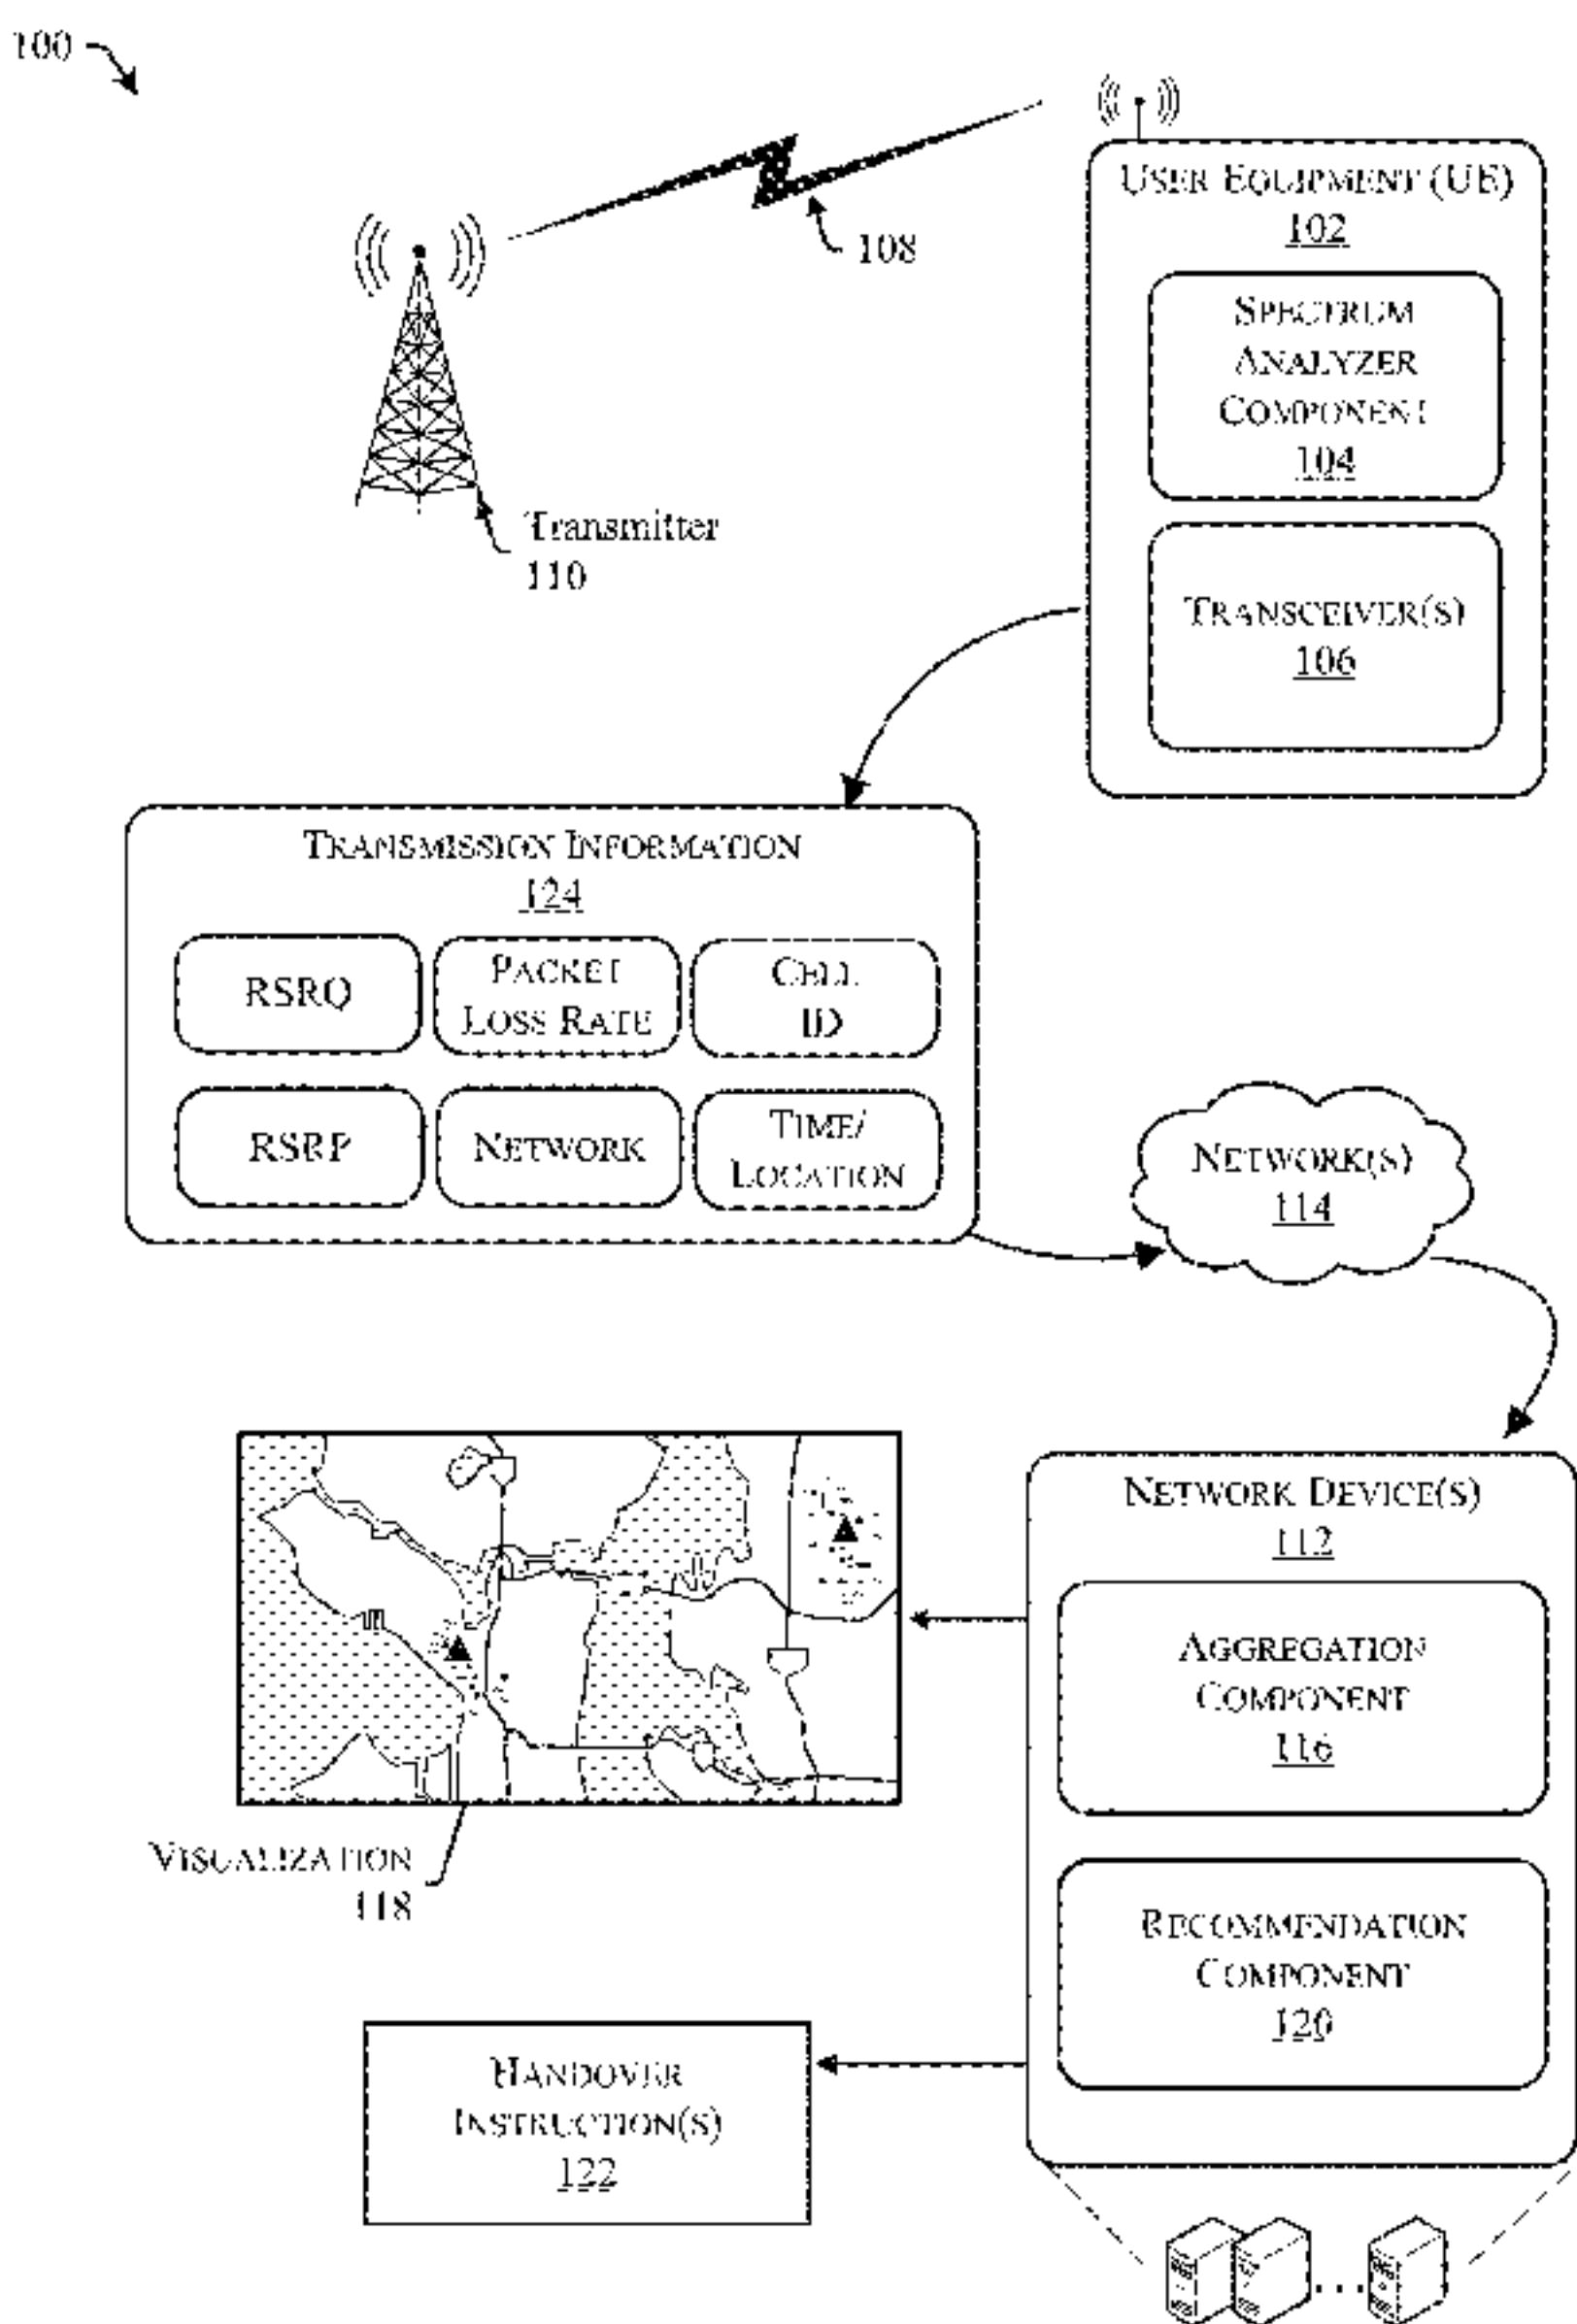 100
USER EQUIPMENT (UE)
102
108
SPECTRUM
ANALYZER
COMPONENT
104
Transmitter
110
TRANSCEIVER(S)
106
TRANSMISSION INFORMATION
124
RSRQ
PACKET
LOSS RATE
CELL
ID
RSRP
NETWORK
TIME/
LOCATION
NETWORK(S)
114
NETWORK DEVICE(S)
112
AGGREGATION
COMPONENT
116
VISUALIZATION
118
RECOMMENDATION
COMPONENT
120
HANDOVER
INSTRUCTION(S)
122